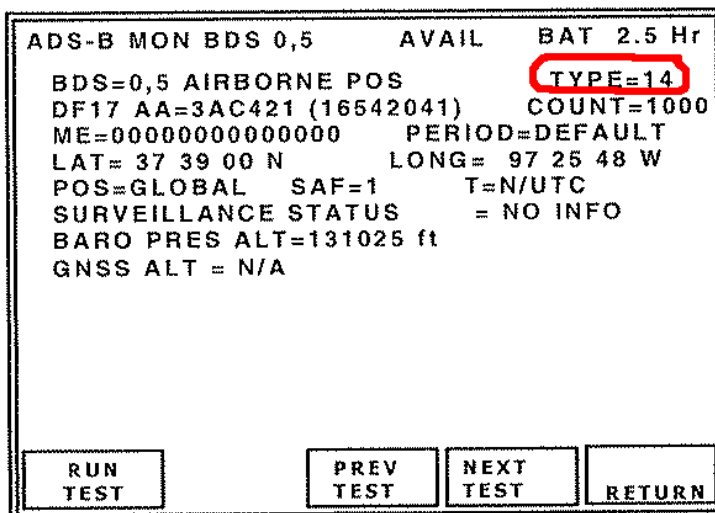 ADS-B MON BDS 0,5 AVAIL BAT 2.5 Hr
BDS=0,5 AIRBORNE POS TYPE=14
DF17 AA=3AC421 (16542041) COUNT=1000
ME=00000000000000 PERIOD=DEFAULT
LAT= 37 39 00 N LONG= 97 25 48 W
POS=GLOBAL SAF=1 T=N/UTC
SURVEILLANCE STATUS = NO INFO
BARO PRES ALT=131025 ft
GNSS ALT = N/A
RUN TEST
PREV TEST
NEXT TEST
RETURN